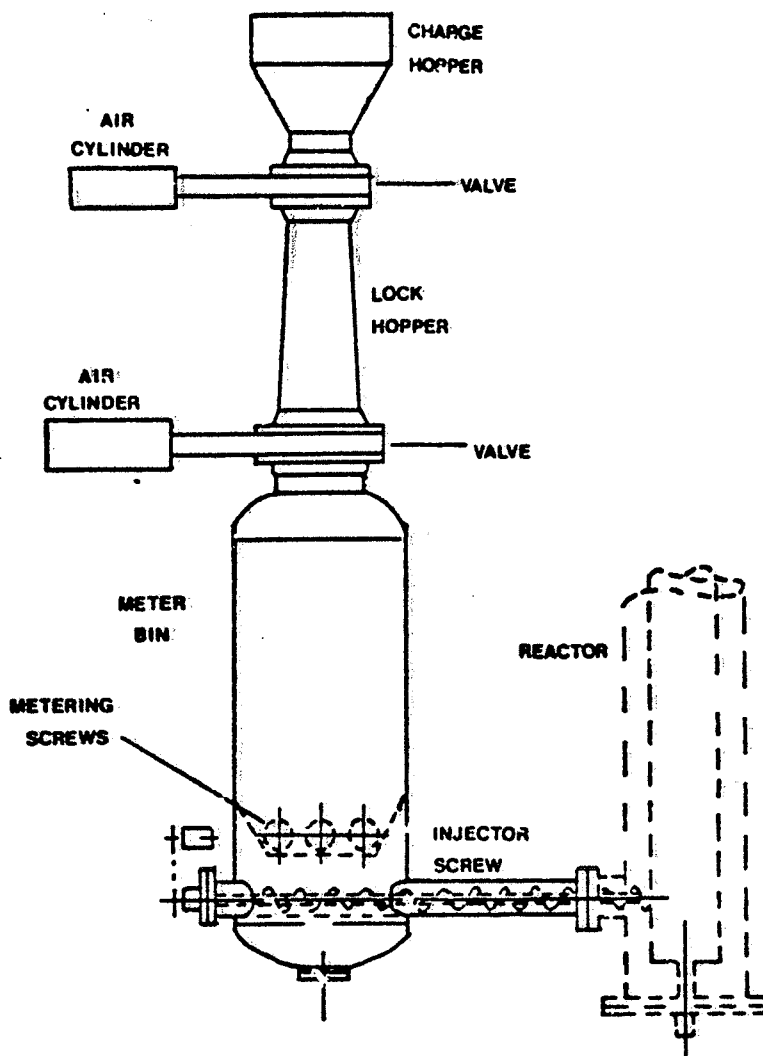 CHARGE
HOPPER
AIR
CYLINDER
VALVE
LOCK
HOPPER
AIR
CYLINDER
VALVE
METER
BIN
REACTOR
METERING
SCREWS
INJECTOR
SCREW